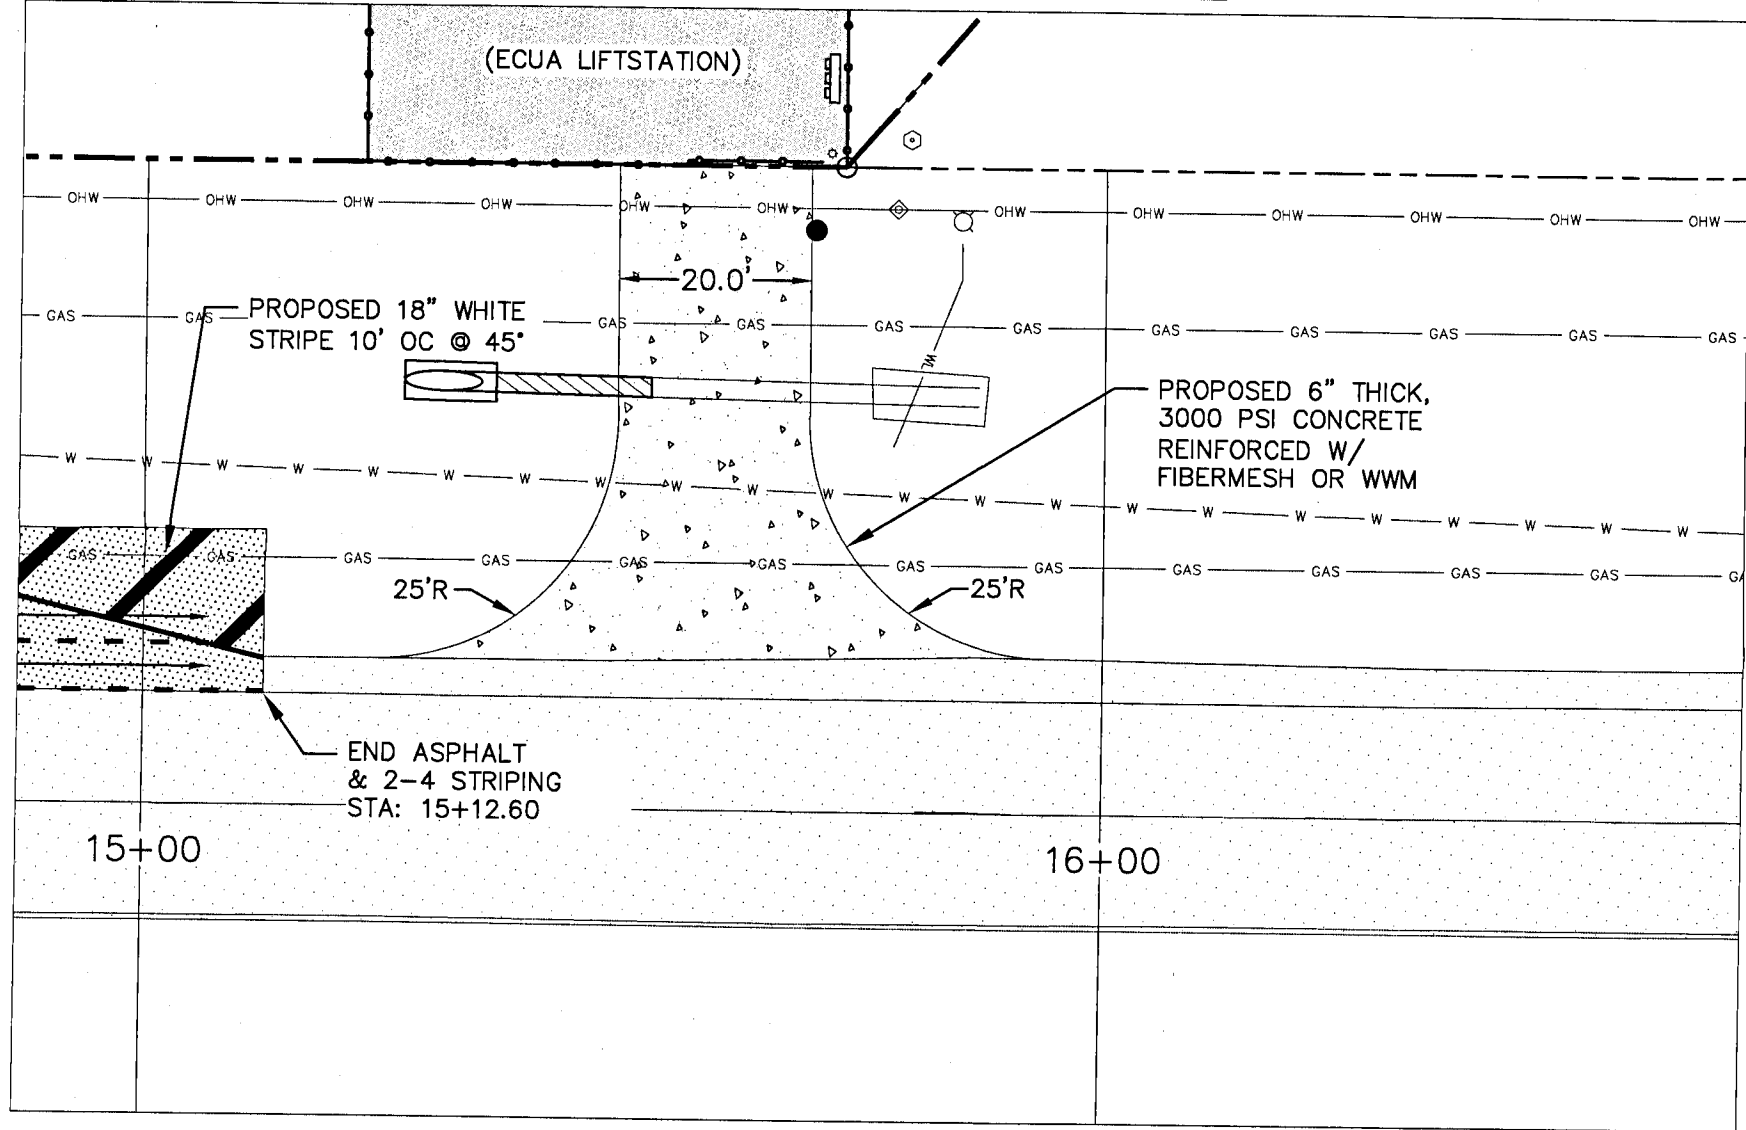 (ECUA LIFTSTATION)
OHW OHW OHW OHW OHW OHW OHW OHW OHW OHW OHW OHW
20.0'
PROPOSED 18" WHITE
STRIPE 10' OC @ 45°
GAS GAS GAS GAS GAS GAS GAS GAS GAS GAS GAS
WL
PROPOSED 6" THICK,
3000 PSI CONCRETE
REINFORCED W/
FIBERMESH OR WWM
W W W W W W W W W W W W W W W W W W W W W W
GAS GAS GAS GAS GAS GAS GAS GAS GAS GAS GAS GAS
25'R
25'R
END ASPHALT
& 2-4 STRIPING
STA: 15+12.60
15+00
16+00